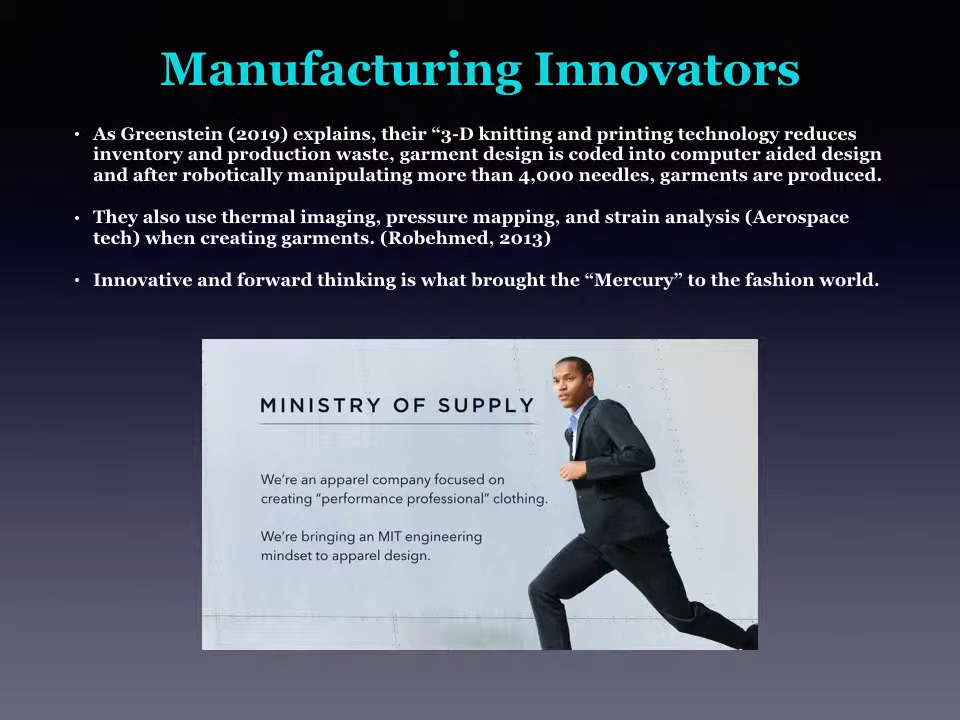 Manufacturing Innovators
• As Greenstein (2019) explains, their “3-D knitting and printing technology reduces
inventory and production waste, garment design is coded into computer aided design
and after robotically manipulating more than 4,000 needles, garments are produced.
• They also use thermal imaging, pressure mapping, and strain analysis (Aerospace
tech) when creating garments. (Robehmed, 2013)
• Innovative and forward thinking is what brought the “Mercury” to the fashion world.
MINISTRY OF SUPPLY
We’re an apparel company focused on
creating “performance professional” clothing.
We’re bringing an MIT engineering
mindset to apparel design.